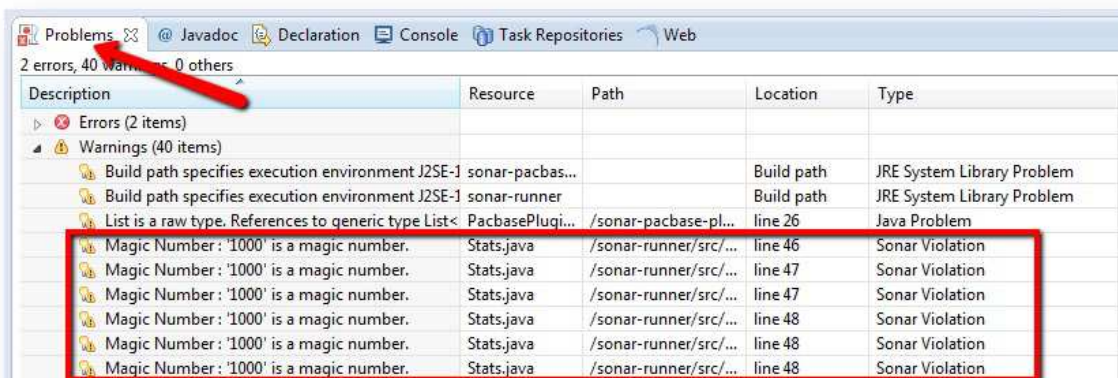 Problems @ Javadoc Declaration Console Task Repositories Web
2 errors, 40 warnings, 0 others
Description Resource Path Location Type
Errors (2 items)
Warnings (40 items)
Build path specifies execution environment J2SE-1 sonar-pacbas... Build path JRE System Library Problem
Build path specifies execution environment J2SE-1 sonar-runner Build path JRE System Library Problem
List is a raw type. References to generic type List< PacbasePlugi... /sonar-pacbase-pl... line 26 Java Problem
Magic Number : '1000' is a magic number. Stats.java /sonar-runner/src/... line 46 Sonar Violation
Magic Number : '1000' is a magic number. Stats.java /sonar-runner/src/... line 47 Sonar Violation
Magic Number : '1000' is a magic number. Stats.java /sonar-runner/src/... line 47 Sonar Violation
Magic Number : '1000' is a magic number. Stats.java /sonar-runner/src/... line 48 Sonar Violation
Magic Number : '1000' is a magic number. Stats.java /sonar-runner/src/... line 48 Sonar Violation
Magic Number : '1000' is a magic number. Stats.java /sonar-runner/src/... line 48 Sonar Violation